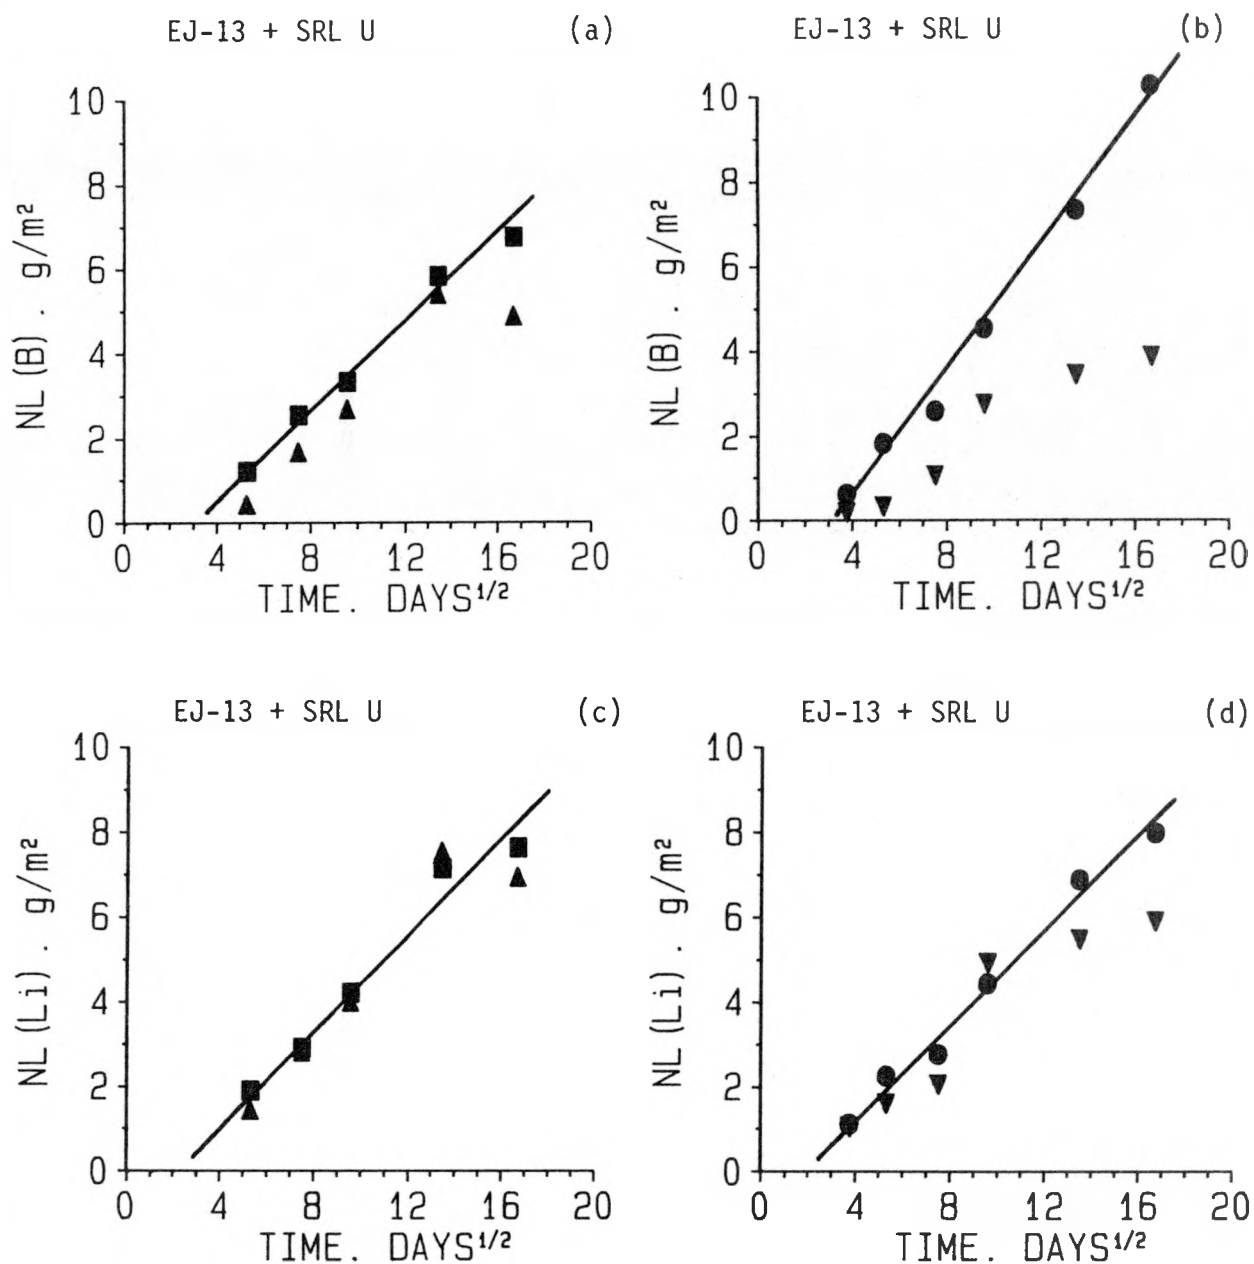 EJ-13 + SRL U (a)
10
8
6
4
2
0
NL(B). g/m²
0 4 8 12 16 20
TIME. DAYS¹/²
EJ-13 + SRL U (b)
10
8
6
4
2
0
NL(B). g/m²
0 4 8 12 16 20
TIME. DAYS¹/²
EJ-13 + SRL U (c)
10
8
6
4
2
0
NL(Li). g/m²
0 4 8 12 16 20
TIME. DAYS¹/²
EJ-13 + SRL U (d)
10
8
6
4
2
0
NL(Li). g/m²
0 4 8 12 16 20
TIME. DAYS¹/²